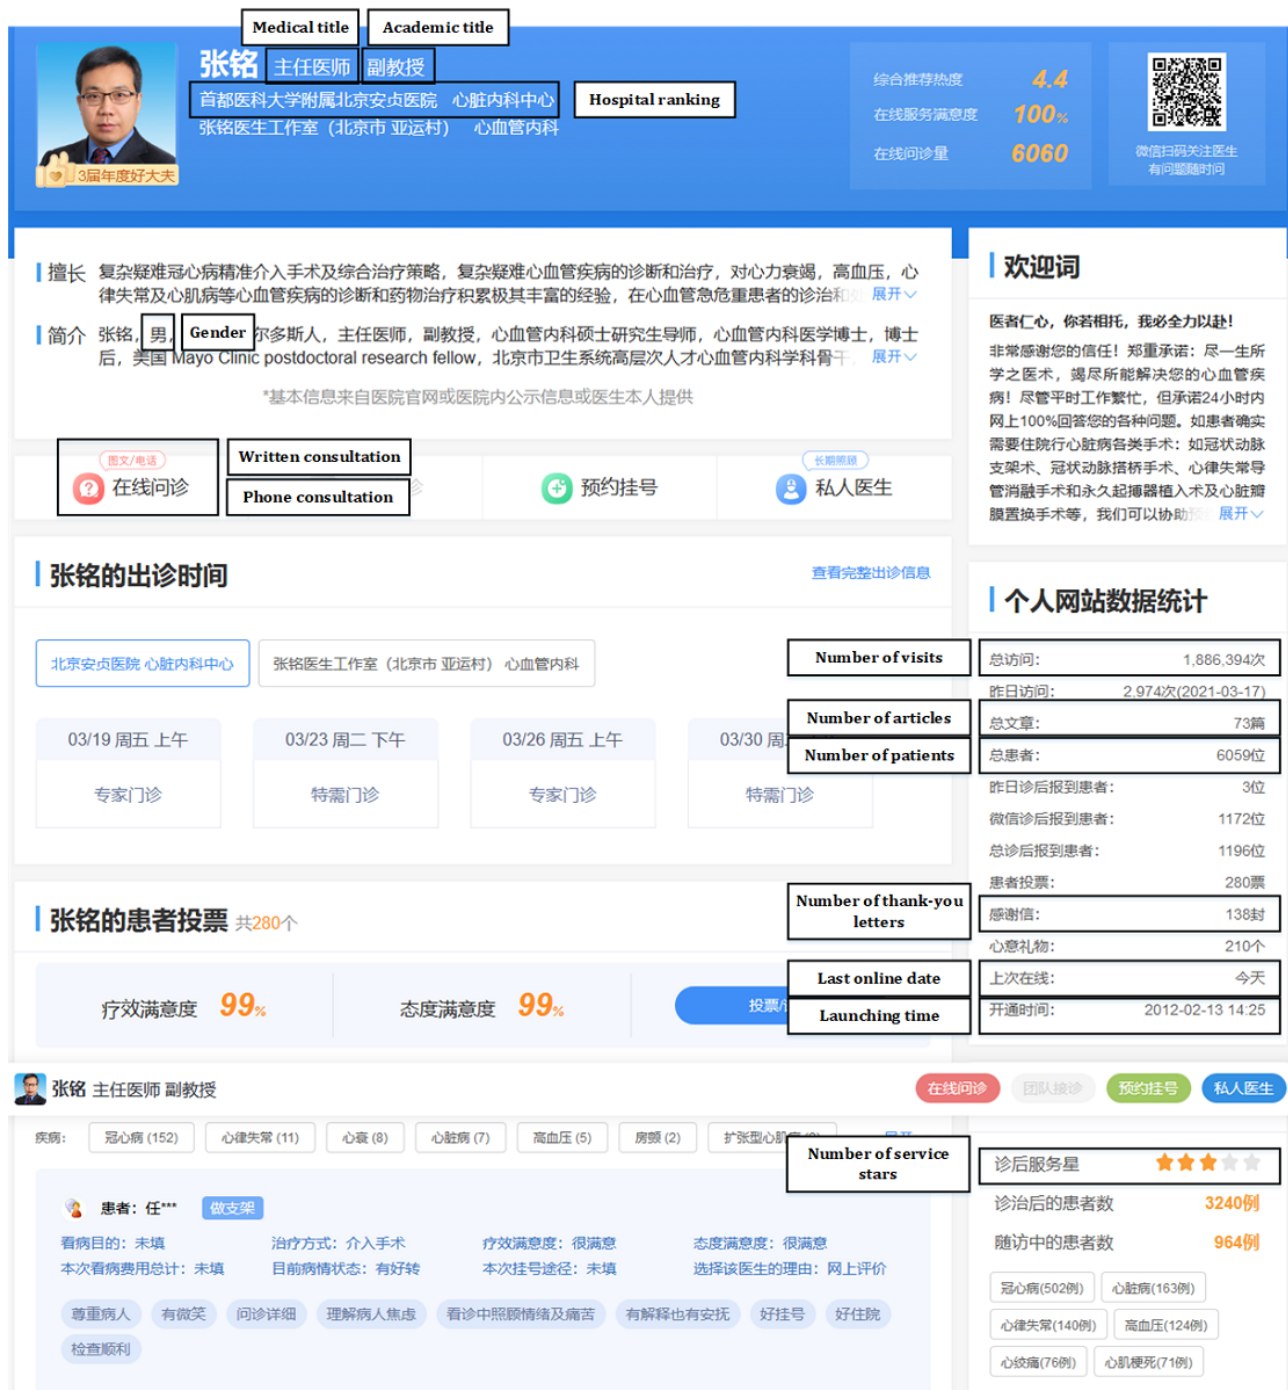 Medical title
Academic title
张铭 主任医师 副教授
首都医科大学附属北京安贞医院 心脏内科中心
Hospital ranking
张铭医生工作室（北京市 亚运村） 心血管内科
3届年度好大夫
综合推荐热度 4.4
在线服务满意度 100%
在线问诊量 6060
微信扫码关注医生
有问题随时问
擅长 复杂疑难冠心病精准介入手术及综合治疗策略，复杂疑难心血管疾病的诊断和治疗，对心力衰竭，高血压，心
律失常及心肌病等心血管疾病的诊断和药物治疗积累极其丰富的经验，在心血管急危重患者的诊治和 展开
简介 张铭，男， Gender 尔多斯人，主任医师，副教授，心血管内科硕士研究生导师，心血管内科医学博士，博士
后，美国 Mayo Clinic postdoctoral research fellow，北京市卫生系统高层次人才心血管内科学科骨干， 展开
*基本信息来自医院官网或医院内公示信息或医生本人提供
图文/电话
在线问诊
Written consultation
Phone consultation
诊
预约挂号
长期照顾
私人医生
欢迎词
医者仁心，你若相托，我必全力以赴！
非常感谢您的信任！郑重承诺：尽一生所
学之医术，竭尽所能解决您的心血管疾
病！尽管平时工作繁忙，但承诺24小时内
网上100%回答您的各种问题。如患者确实
需要住院行心脏病各类手术：如冠状动脉
支架术、冠状动脉搭桥手术、心律失常导
管消融手术和永久起搏器植入术及心脏瓣
膜置换手术等，我们可以协助预 展开
张铭的出诊时间
查看完整出诊信息
北京安贞医院 心脏内科中心
张铭医生工作室（北京市 亚运村） 心血管内科
03/19 周五 上午
03/23 周二 下午
03/26 周五 上午
03/30 周
专家门诊
特需门诊
专家门诊
特需门诊
个人网站数据统计
Number of visits
总访问： 1,886,394次
昨日访问： 2,974次(2021-03-17)
Number of articles
总文章： 73篇
Number of patients
总患者： 6059位
昨日诊后报到患者： 3位
微信诊后报到患者： 1172位
总诊后报到患者： 1196位
患者投票： 280票
Number of thank-you
letters
感谢信： 138封
心意礼物： 210个
Last online date
上次在线： 今天
Launching time
开通时间： 2012-02-13 14:25
张铭的患者投票 共280个
疗效满意度 99%
态度满意度 99%
投票/
张铭 主任医师 副教授
在线问诊
团队接诊
预约挂号
私人医生
疾病： 冠心病 (152) 心律失常 (11) 心衰 (8) 心脏病 (7) 高血压 (5) 房颤 (2) 扩张型心肌
Number of service
stars
诊后服务星
诊治后的患者数 3240例
随访中的患者数 964例
冠心病(502例) 心脏病(163例)
心律失常(140例) 高血压(124例)
心绞痛(76例) 心肌梗死(71例)
患者：任*** 做支架
看病目的：未填 治疗方式：介入手术 疗效满意度：很满意 态度满意度：很满意
本次看病费用总计：未填 目前病情状态：有好转 本次挂号途径：未填 选择该医生的理由：网上评价
尊重病人 有微笑 问诊详细 理解病人焦虑 看诊中照顾情绪及痛苦 有解释也有安抚 好挂号 好住院
检查顺利